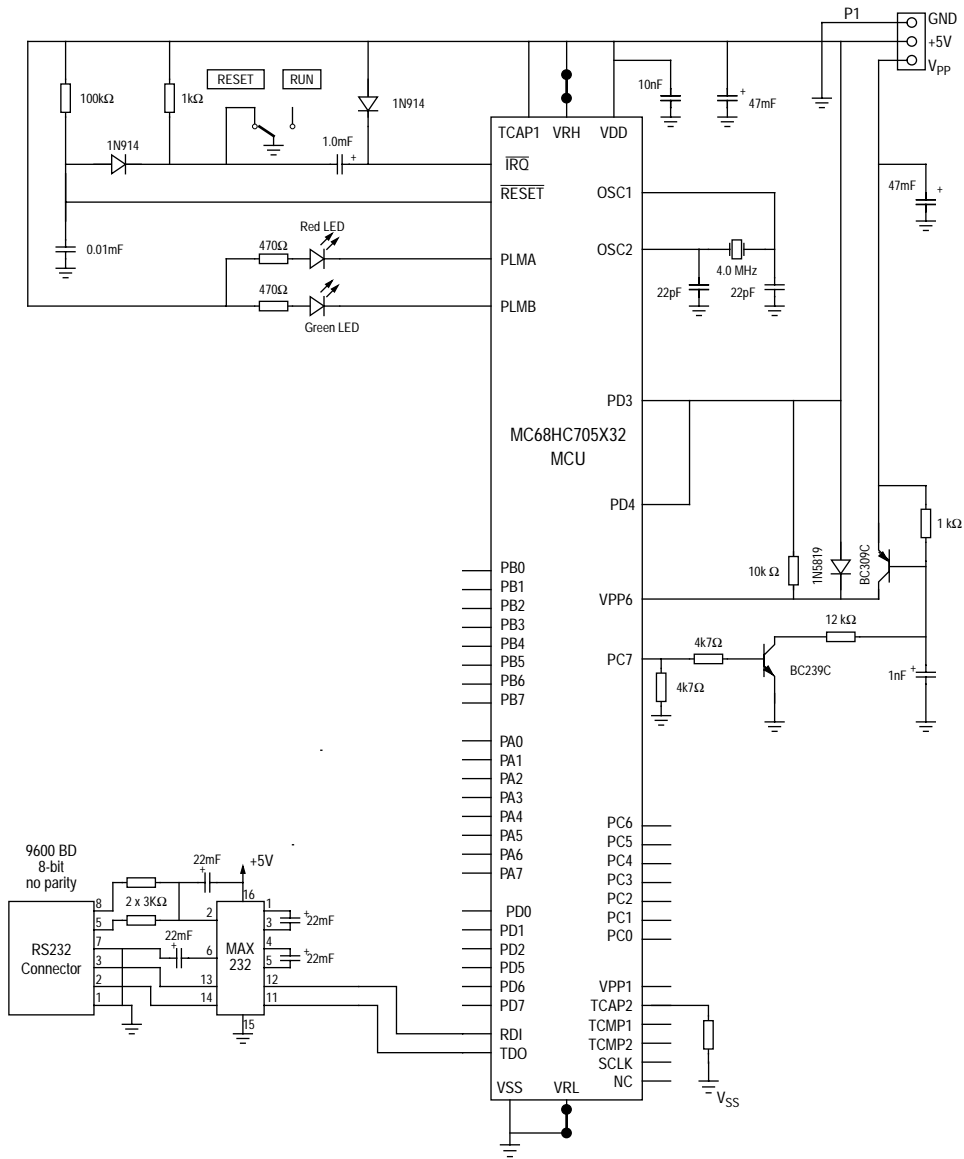 P1
GND
+5V
VPP
RESET
RUN
100kΩ
1kΩ
1N914
10nF
47mF
+
TCAP1
VRH
VDD
1N914
1.0mF
+
IRQ
RESET
OSC1
47mF
+
0.01mF
Red LED
470Ω
PLMA
OSC2
4.0 MHz
22pF
22pF
470Ω
PLMB
Green LED
PD3
MC68HC705X32
MCU
PD4
1 kΩ
10k Ω
1N5819
BC309C
VPP6
PB0
PB1
PB2
PB3
PB4
PB5
PB6
PB7
12 kΩ
PC7
4k7Ω
4k7Ω
BC239C
1nF
+
PA0
PA1
PA2
PA3
PA4
PA5
PA6
PA7
PC6
PC5
PC4
PC3
PC2
PC1
PC0
9600 BD
8-bit
no parity
22mF
+
+5V
16
8
2 x 3KΩ
5
2
1
+
22mF
3
22mF
+
7
6
4
+
22mF
5
RS232
Connector
MAX
232
3
13
12
2
14
11
1
15
PD0
PD1
PD2
PD5
PD6
PD7
RDI
TDO
VPP1
TCAP2
TCMP1
TCMP2
SCLK
NC
VSS
VSS
VRL